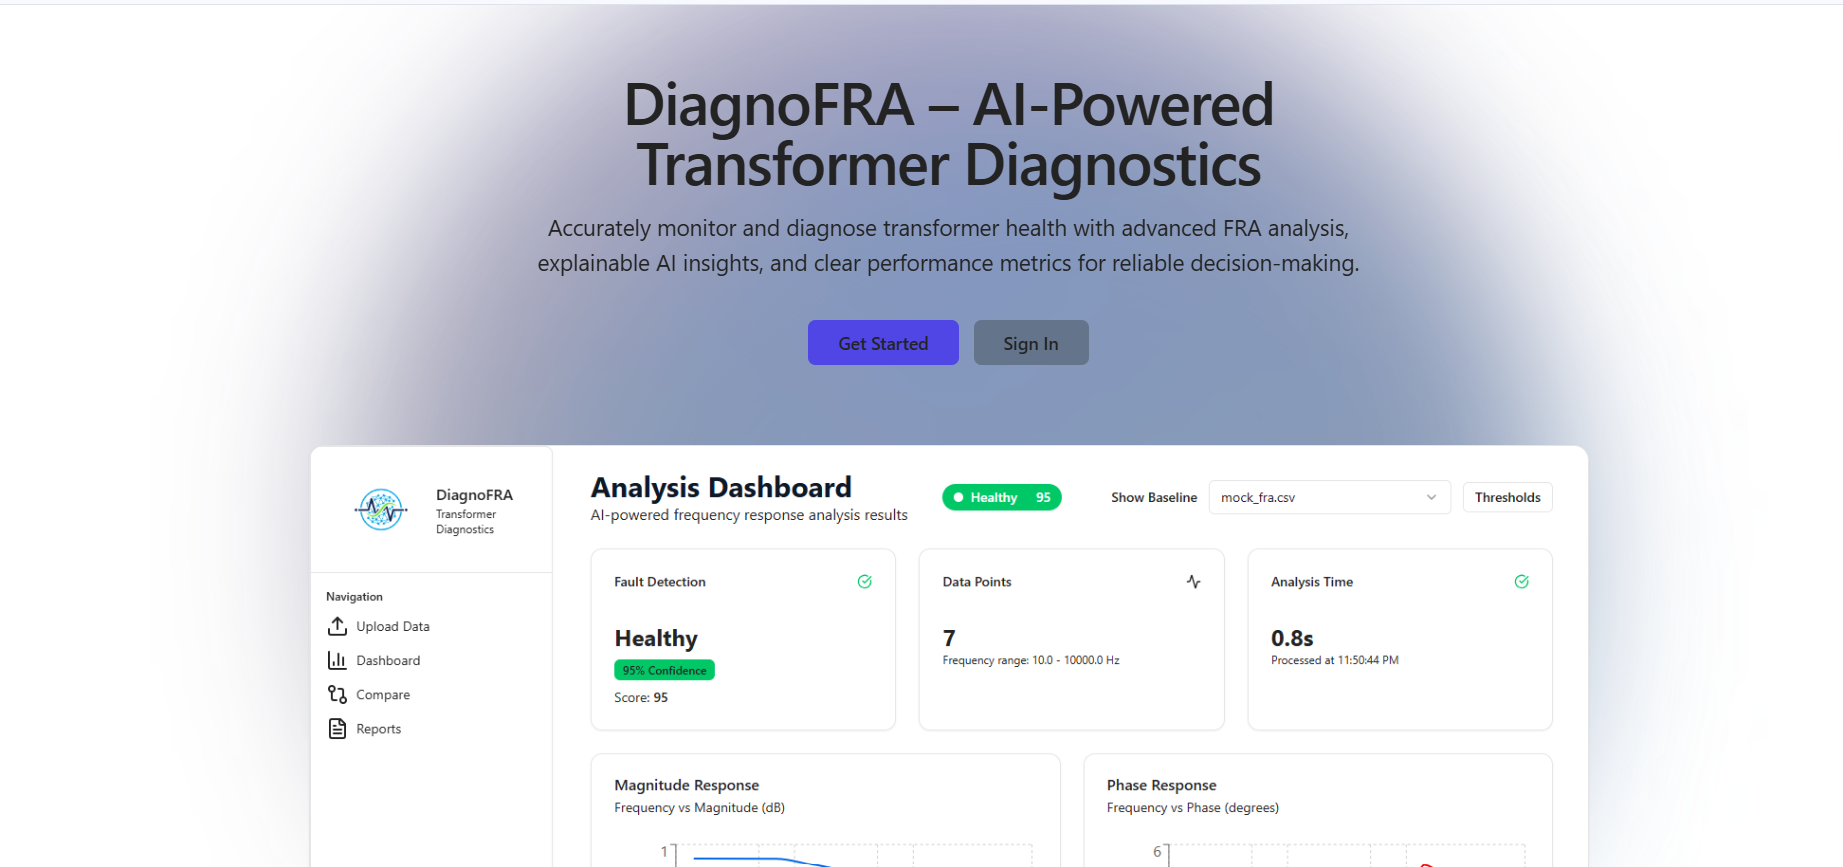 DiagnoFRA – AI-Powered
Transformer Diagnostics
Accurately monitor and diagnose transformer health with advanced FRA analysis,
explainable AI insights, and clear performance metrics for reliable decision-making.
Get Started
Sign In
DiagnoFRA
Transformer
Diagnostics
Navigation
Upload Data
Dashboard
Compare
Reports
Analysis Dashboard
AI-powered frequency response analysis results
Healthy 95
Show Baseline
mock_fra.csv
Thresholds
Fault Detection
Healthy
95% Confidence
Score: 95
Data Points
7
Frequency range: 10.0 - 10000.0 Hz
Analysis Time
0.8s
Processed at 11:50:44 PM
Magnitude Response
Frequency vs Magnitude (dB)
1
Phase Response
Frequency vs Phase (degrees)
6